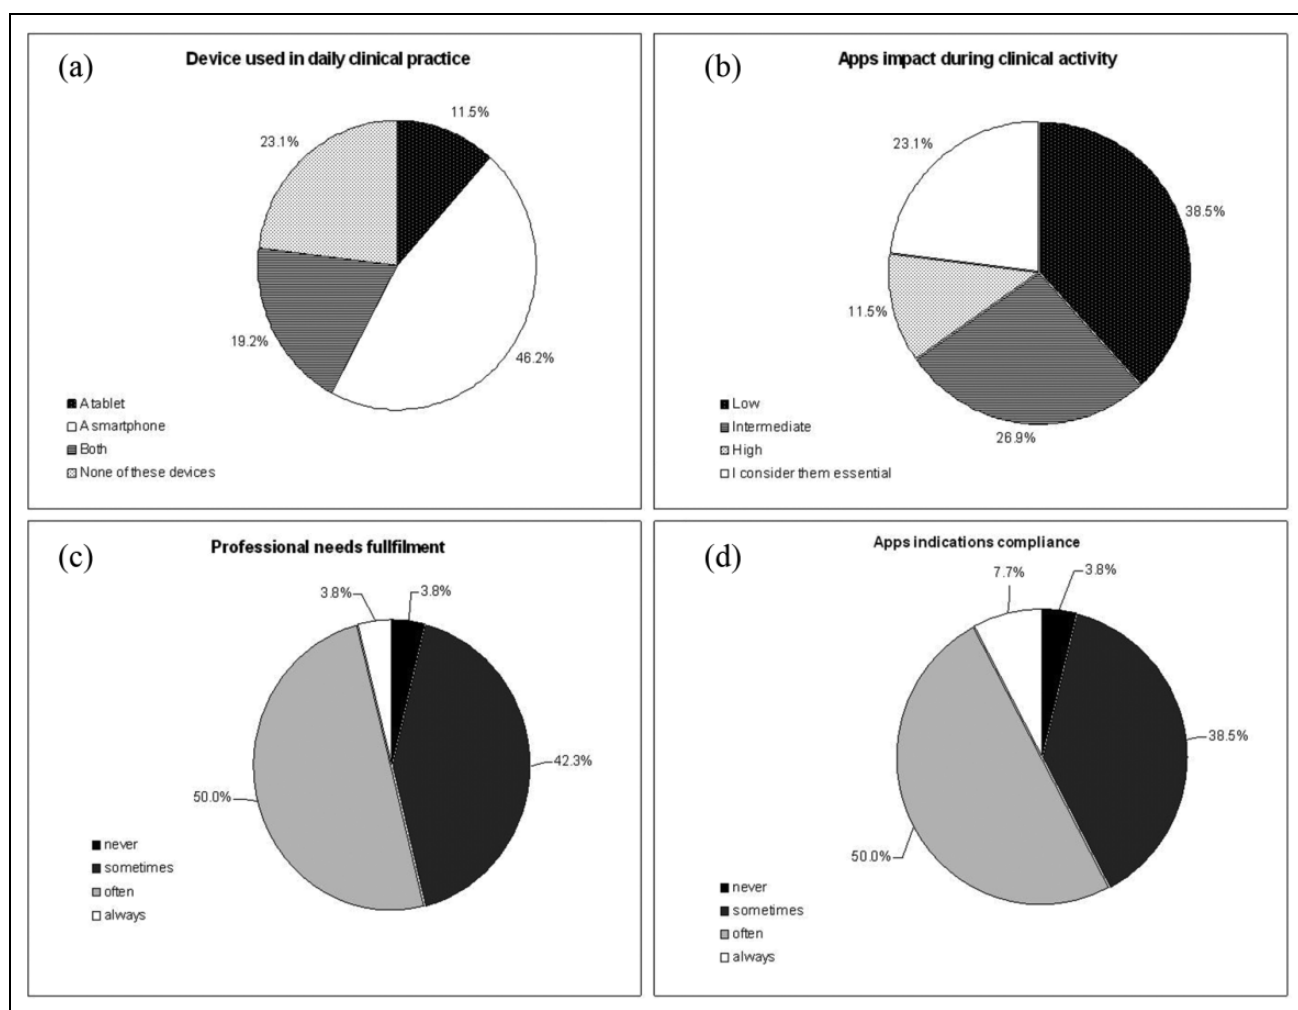 (a)
Device used in daily clinical practice
11.5%
23.1%
19.2%
46.2%
A tablet
A smartphone
Both
None of these devices
(b)
Apps impact during clinical activity
23.1%
38.5%
11.5%
26.9%
Low
Intermediate
High
I consider them essential
(c)
Professional needs fullfilment
3.8%
3.8%
42.3%
50.0%
never
sometimes
often
always
(d)
Apps indications compliance
7.7%
3.8%
38.5%
50.0%
never
sometimes
often
always